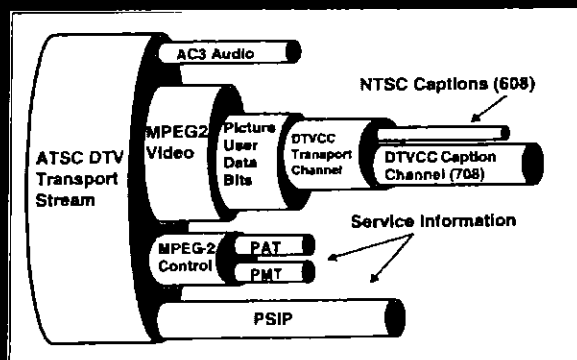 AC3 Audio
NTSC Captions (608)
MPEG2
Video
Picture
User
Data
Bits
DTVCC
Transport
Channel
DTVCC Caption
Channel (708)
ATSC DTV
Transport
Stream
Service Information
MPEG-2
Control
PAT
PMT
PSIP